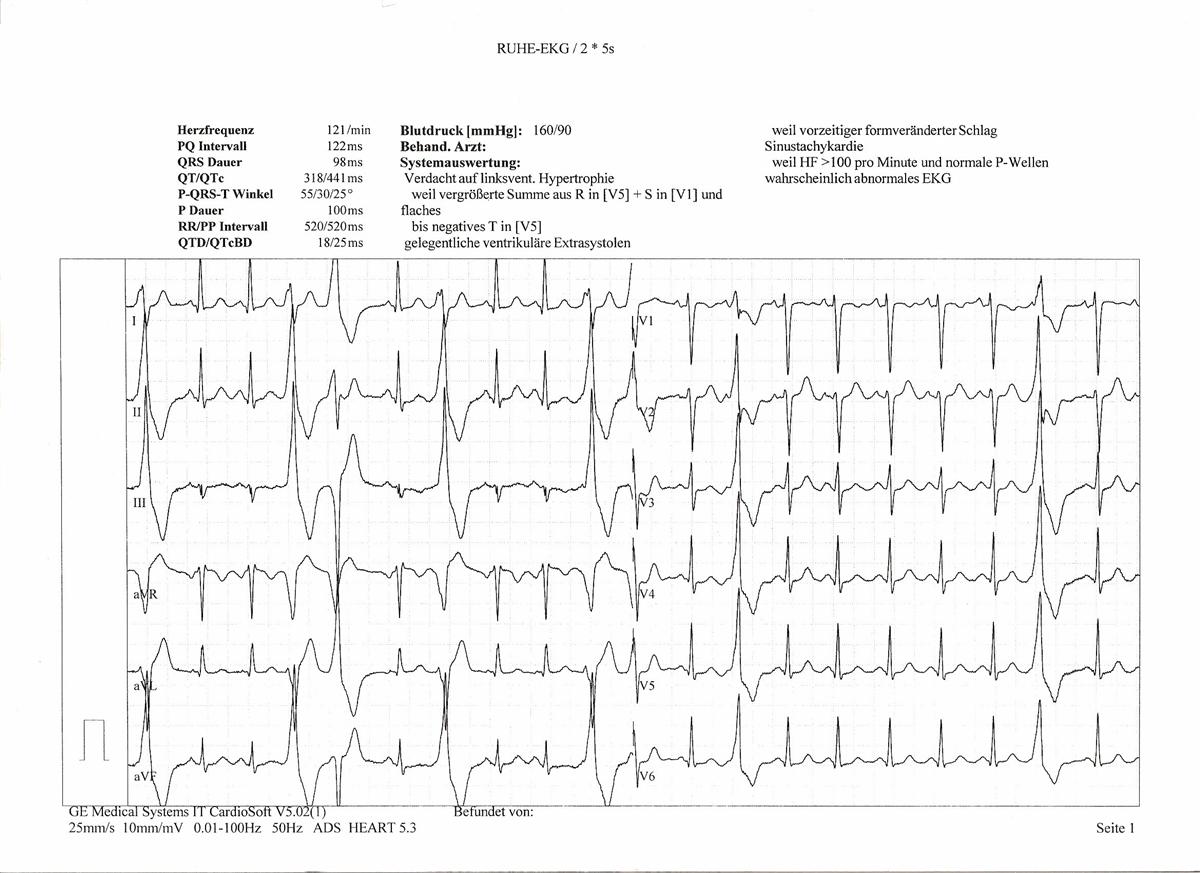 RUHE-EKG / 2 * 5s
Herzfrequenz 121/min
PQ Intervall 122ms
QRS Dauer 98ms
QT/QTc 318/441ms
P-QRS-T Winkel 55/30/25°
P Dauer 100ms
RR/PP Intervall 520/520ms
QTD/QTcBD 18/25ms
Blutdruck [mmHg]: 160/90
Behand. Arzt:
Systemauswertung:
Verdacht auf linksvent. Hypertrophie
weil vergrößerte Summe aus R in [V5] + S in [V1] und
flaches
bis negatives T in [V5]
gelegentliche ventrikuläre Extrasystolen
weil vorzeitiger formveränderter Schlag
Sinustachykardie
weil HF >100 pro Minute und normale P-Wellen
wahrscheinlich abnormales EKG
I
II
III
aVR
aVL
aVF
V1
V2
V3
V4
V5
V6
GE Medical Systems IT CardioSoft V5.02(1)
Befundet von:
25mm/s 10mm/mV 0.01-100Hz 50Hz ADS HEART 5.3
Seite 1